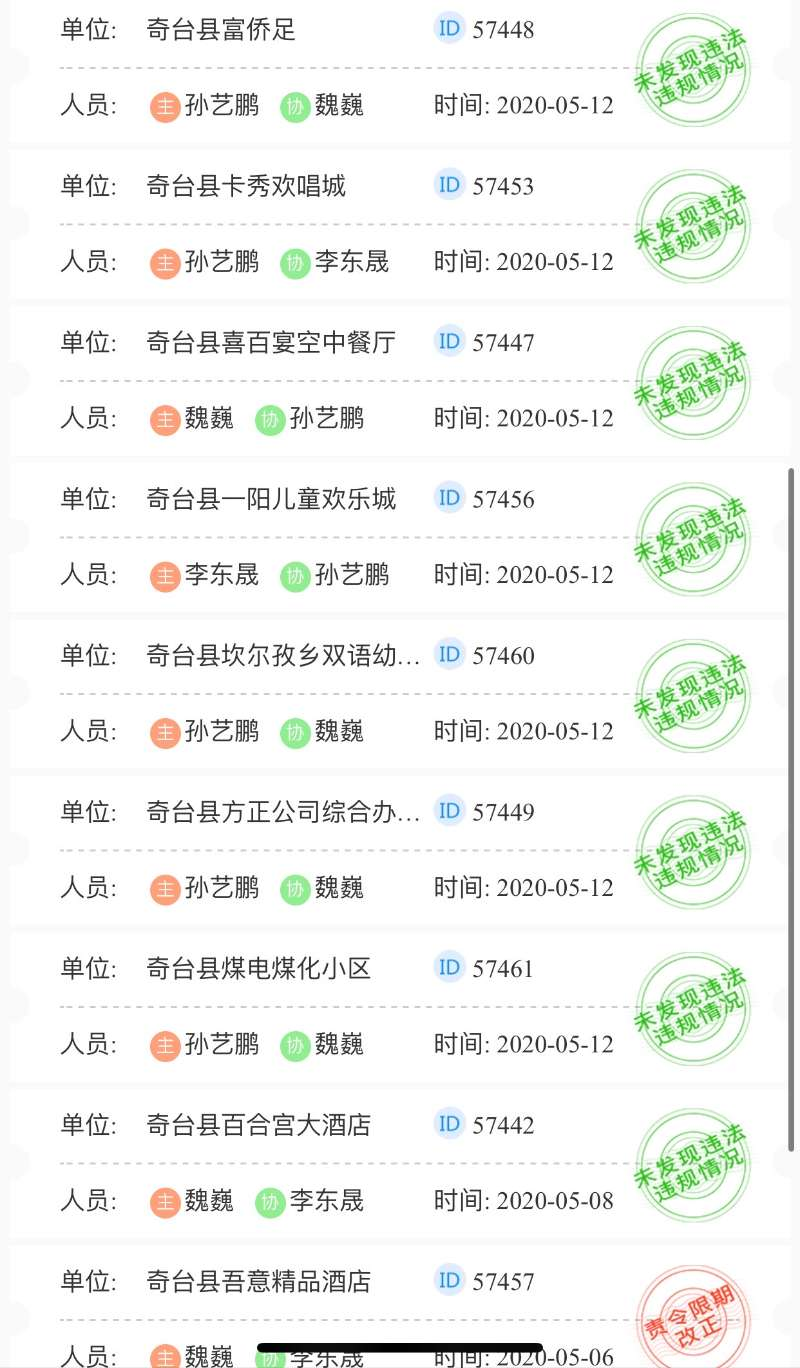 单位: 奇台县富侨足 ID 57448
未发现违法
违规情况
人员: 主 孙艺鹏 协 魏巍 时间: 2020-05-12
单位: 奇台县卡秀欢唱城 ID 57453
未发现违法
违规情况
人员: 主 孙艺鹏 协 李东晟 时间: 2020-05-12
单位: 奇台县喜百宴空中餐厅 ID 57447
未发现违法
违规情况
人员: 主 魏巍 协 孙艺鹏 时间: 2020-05-12
单位: 奇台县一阳儿童欢乐城 ID 57456
未发现违法
违规情况
人员: 主 李东晟 协 孙艺鹏 时间: 2020-05-12
单位: 奇台县坎尔孜乡双语幼... ID 57460
未发现违法
违规情况
人员: 主 孙艺鹏 协 魏巍 时间: 2020-05-12
单位: 奇台县方正公司综合办... ID 57449
未发现违法
违规情况
人员: 主 孙艺鹏 协 魏巍 时间: 2020-05-12
单位: 奇台县煤电煤化小区 ID 57461
未发现违法
违规情况
人员: 主 孙艺鹏 协 魏巍 时间: 2020-05-12
单位: 奇台县百合宫大酒店 ID 57442
未发现违法
违规情况
人员: 主 魏巍 协 李东晟 时间: 2020-05-08
单位: 奇台县吾意精品酒店 ID 57457
责令限期
改正
人员: 主 魏巍 协 李东晟 时间: 2020-05-06